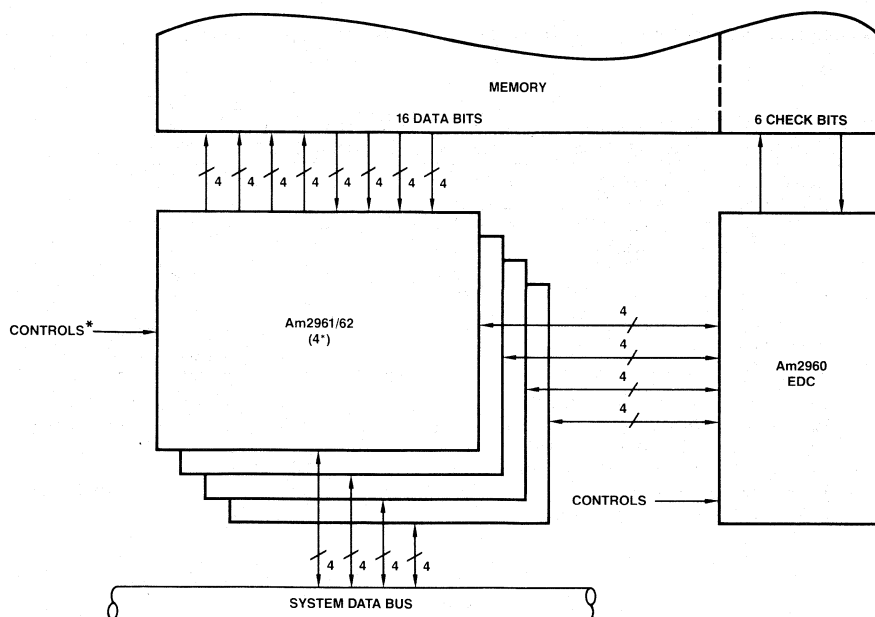 MEMORY
16 DATA BITS
6 CHECK BITS
4 4 4 4 4 4 4 4
CONTROLS*
Am2961/62
(4*)
4
4
4
4
Am2960
EDC
CONTROLS
4 4 4 4
SYSTEM DATA BUS